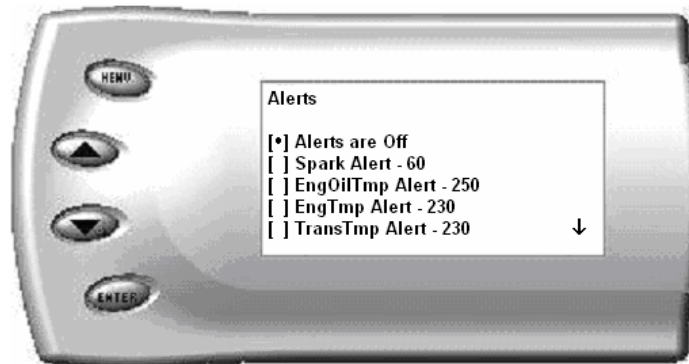 MENU
Alerts
[•] Alerts are Off
[ ] Spark Alert - 60
[ ] EngOilTmp Alert - 250
[ ] EngTmp Alert - 230
[ ] TransTmp Alert - 230 ↓
ENTER